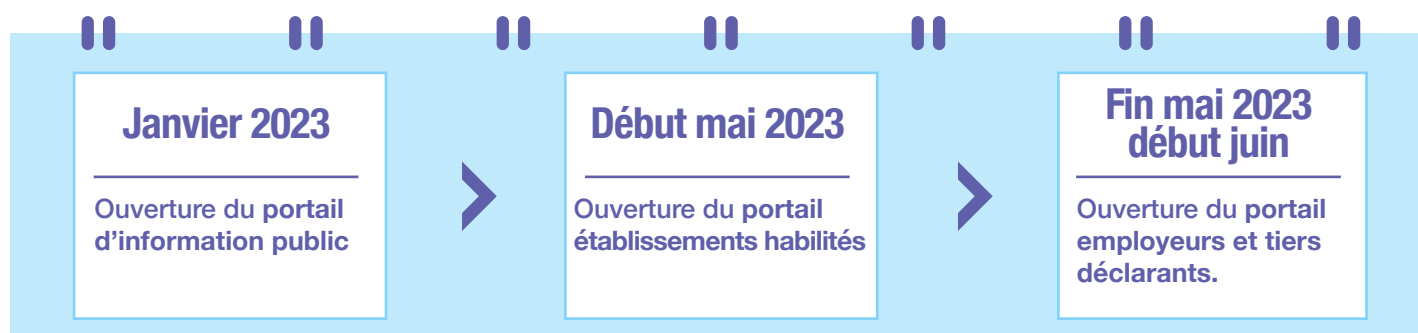 Janvier 2023
Ouverture du portail
d’information public
Début mai 2023
Ouverture du portail
établissements habilités
Fin mai 2023
début juin
Ouverture du portail
employeurs et tiers
déclarants.